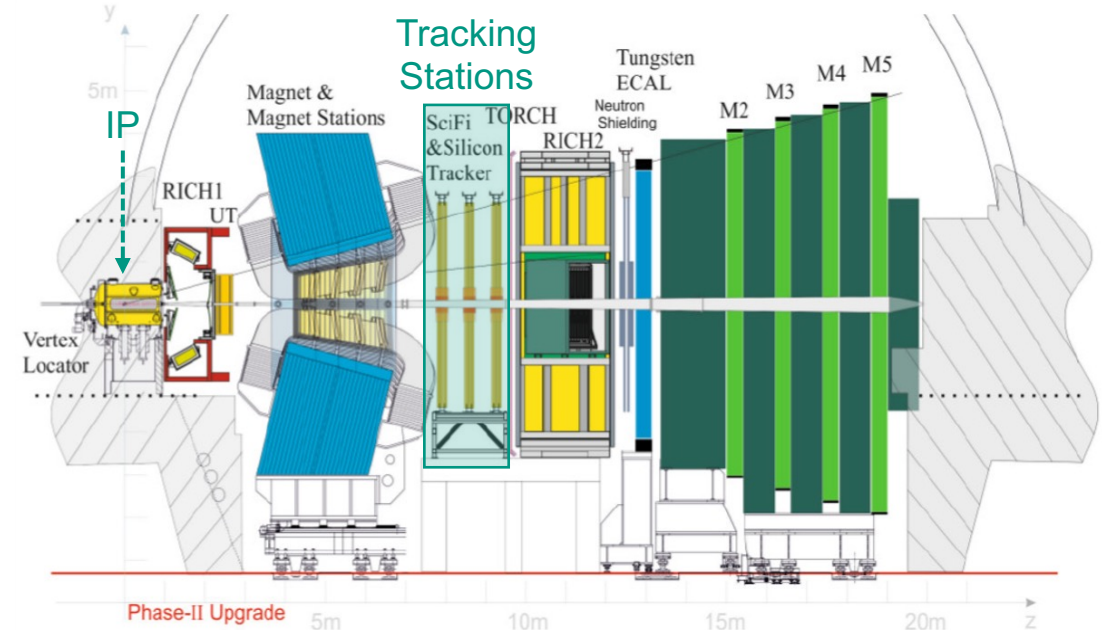 y
Tracking
Stations
5m
IP
Magnet &
Magnet Stations
SciFi
&Silicon
Tracker
TORCH
RICH2
Tungsten
ECAL
Neutron
Shielding
M2
M3
M4
M5
RICH1
UT
Vertex
Locator
Phase-II Upgrade
5m
10m
15m
20m
z